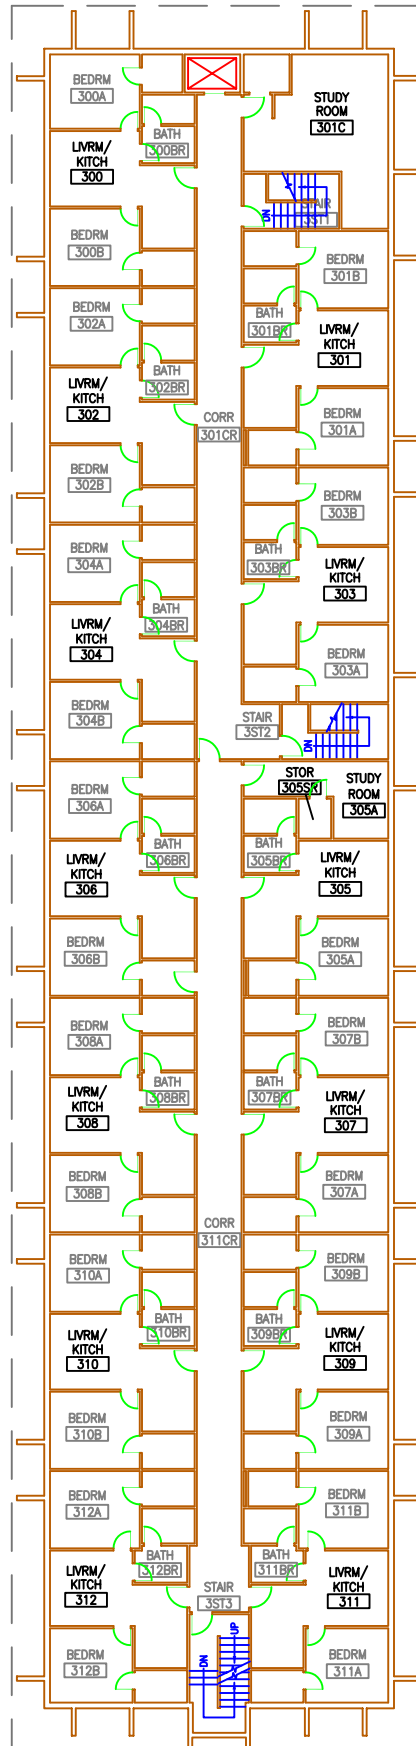 BEDRM
300A
STUDY
ROOM
301C
BATH
300BR
LIVRM/
KITCH
300
DN
STAIR
3ST1
BEDRM
300B
BEDRM
301B
BEDRM
302A
BATH
301BR
LIVRM/
KITCH
301
BATH
302BR
LIVRM/
KITCH
302
CORR
301CR
BEDRM
301A
BEDRM
302B
BEDRM
303B
BEDRM
304A
BATH
303BR
LIVRM/
KITCH
303
BATH
304BR
LIVRM/
KITCH
304
BEDRM
303A
BEDRM
304B
STAIR
3ST2
DN
STOR
305SR
STUDY
ROOM
305A
BEDRM
306A
BATH
306BR
BATH
305BR
LIVRM/
KITCH
306
LIVRM/
KITCH
305
BEDRM
306B
BEDRM
305A
BEDRM
308A
BEDRM
307B
BATH
308BR
BATH
307BR
LIVRM/
KITCH
308
LIVRM/
KITCH
307
BEDRM
308B
BEDRM
307A
CORR
311CR
BEDRM
310A
BEDRM
309B
BATH
310BR
BATH
309BR
LIVRM/
KITCH
310
LIVRM/
KITCH
309
BEDRM
310B
BEDRM
309A
BEDRM
312A
BEDRM
311B
BATH
312BR
BATH
311BR
LIVRM/
KITCH
312
LIVRM/
KITCH
311
STAIR
3ST3
BEDRM
312B
DN
UP
BEDRM
311A